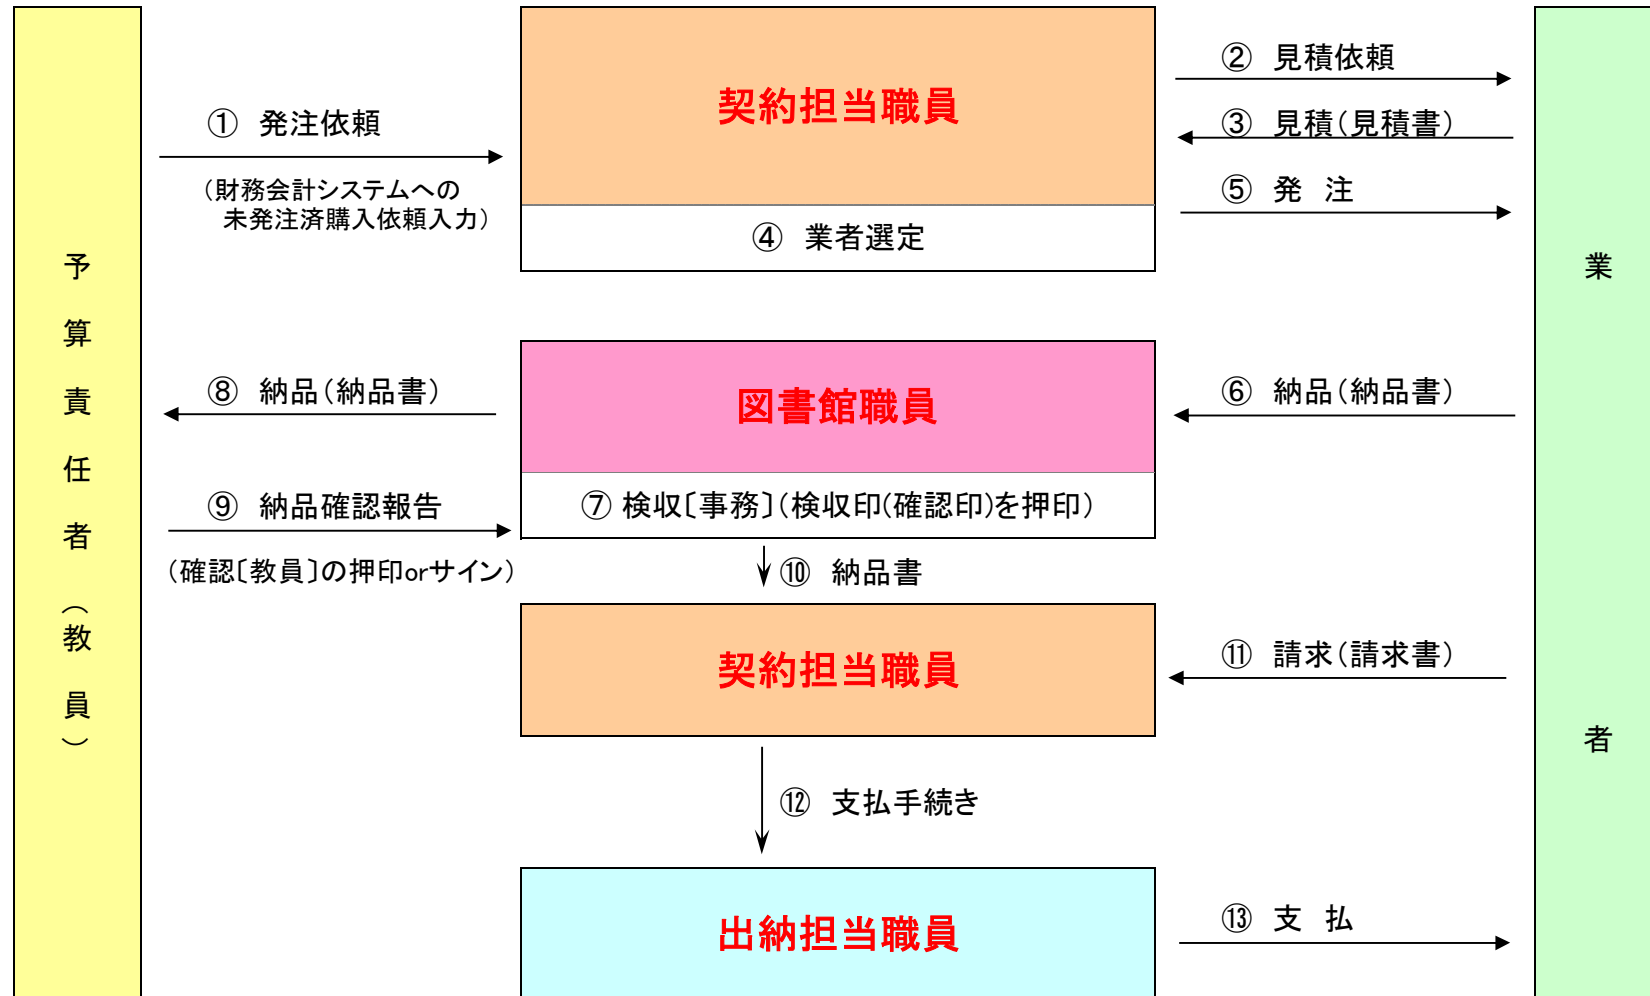 予算責任者（教員）
① 発注依頼
（財務会計システムへの
未発注済購入依頼入力）
契約担当職員
④ 業者選定
② 見積依頼
③ 見積（見積書）
⑤ 発 注
業者
⑧ 納品（納品書）
図書館職員
⑥ 納品（納品書）
⑨ 納品確認報告
（確認〔教員〕の押印orサイン）
⑦ 検収〔事務〕（検収印(確認印)を押印）
⑩ 納品書
契約担当職員
⑪ 請求（請求書）
⑫ 支払手続き
出納担当職員
⑬ 支 払